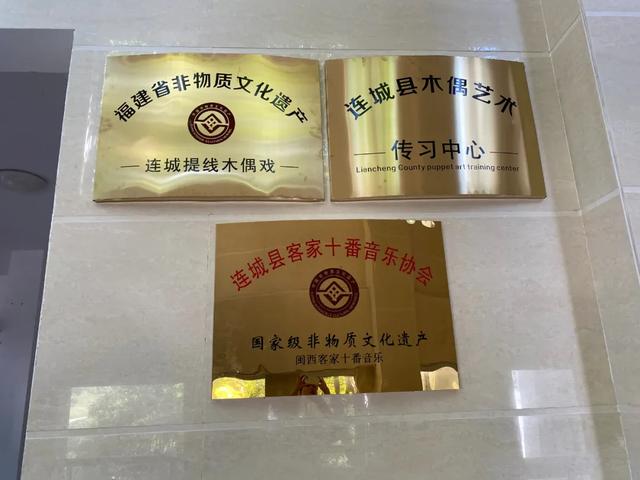 福建省非物质文化遗产
连城提线木偶戏
连城县木偶艺术
传习中心
Liancheng County puppet art training center
连城县客家十番音乐协会
国家级非物质文化遗产
闽西客家十番音乐